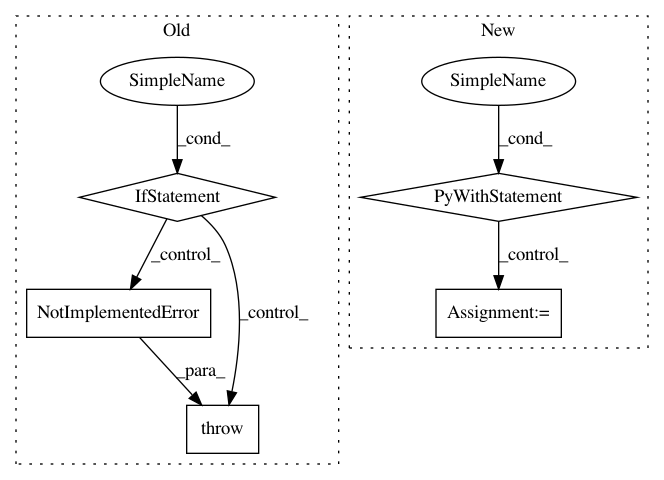 Old
New
SimpleName
SimpleName
_cond_
_cond_
IfStatement
PyWithStatement
_control_
_control_
_control_
NotImplementedError
Assignment:=
_para_
throw